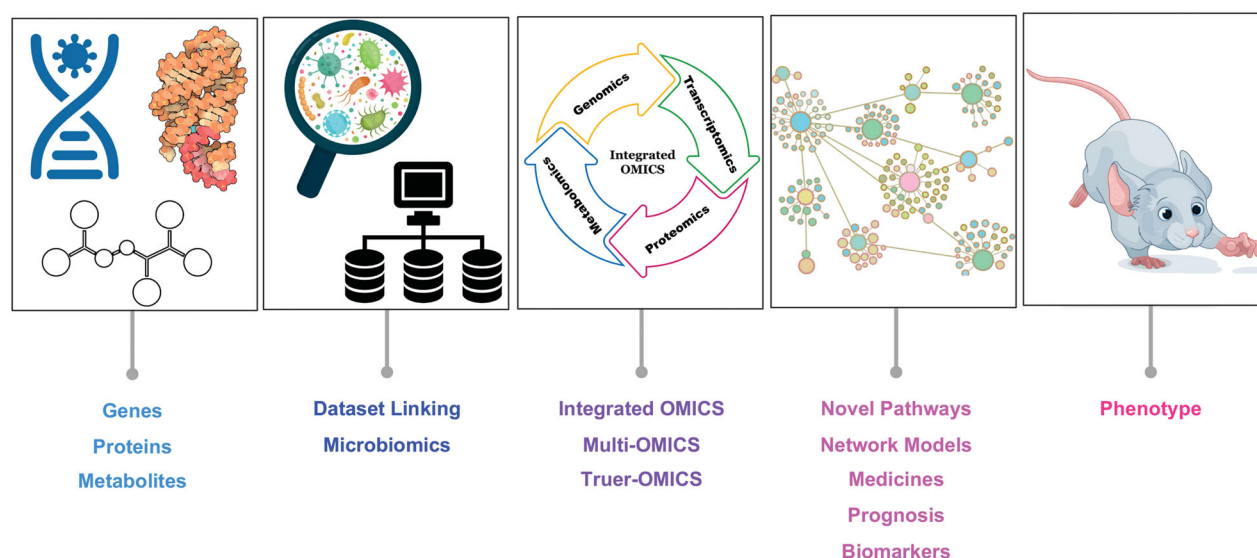 Genomics
Transcriptomics
Integrated
OMICS
Metabolomics
Proteomics
Genes
Proteins
Metabolites
Dataset Linking
Microbiomics
Integrated OMICS
Multi-OMICS
Truer-OMICS
Novel Pathways
Network Models
Medicines
Prognosis
Biomarkers
Phenotype